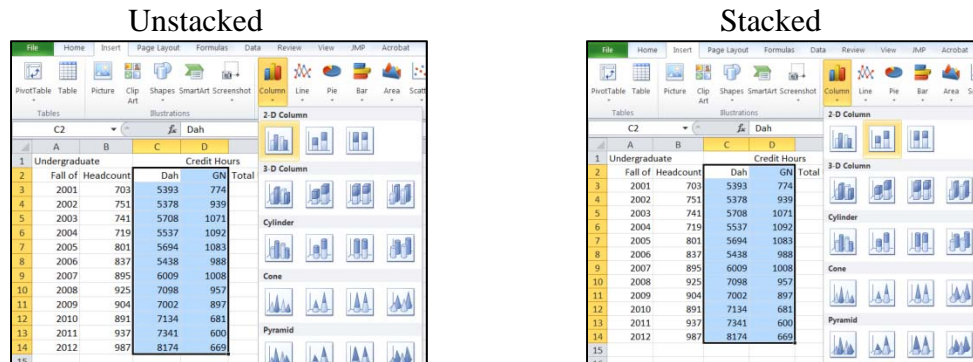 Unstacked
File Home Insert Page Layout Formulas Data Review View JMP Acrobat
PivotTable Table Picture Clip Art Shapes SmartArt Screenshot Column Line Pie Bar Area Scatt
Tables Illustrations
2-D Column
C2 fx Dah
A B C D
1 Undergraduate Credit Hours
2 Fall of Headcount Dah GN Total
3 2001 703 5393 774
4 2002 751 5378 939
5 2003 741 5708 1071
6 2004 719 5537 1092
7 2005 801 5694 1083
8 2006 837 5438 988
9 2007 895 6009 1008
10 2008 925 7098 957
11 2009 904 7002 897
12 2010 891 7134 681
13 2011 937 7341 600
14 2012 987 8174 669
15
3-D Column
Cylinder
Cone
Pyramid
Stacked
File Home Insert Page Layout Formulas Data Review View JMP Acrobat
PivotTable Table Picture Clip Art Shapes SmartArt Screenshot Column Line Pie Bar Area S
Tables Illustrations
2-D Column
C2 fx Dah
A B C D
1 Undergraduate Credit Hours
2 Fall of Headcount Dah GN Total
3 2001 703 5393 774
4 2002 751 5378 939
5 2003 741 5708 1071
6 2004 719 5537 1092
7 2005 801 5694 1083
8 2006 837 5438 988
9 2007 895 6009 1008
10 2008 925 7098 957
11 2009 904 7002 897
12 2010 891 7134 681
13 2011 937 7341 600
14 2012 987 8174 669
15
3-D Column
Cylinder
Cone
Pyramid